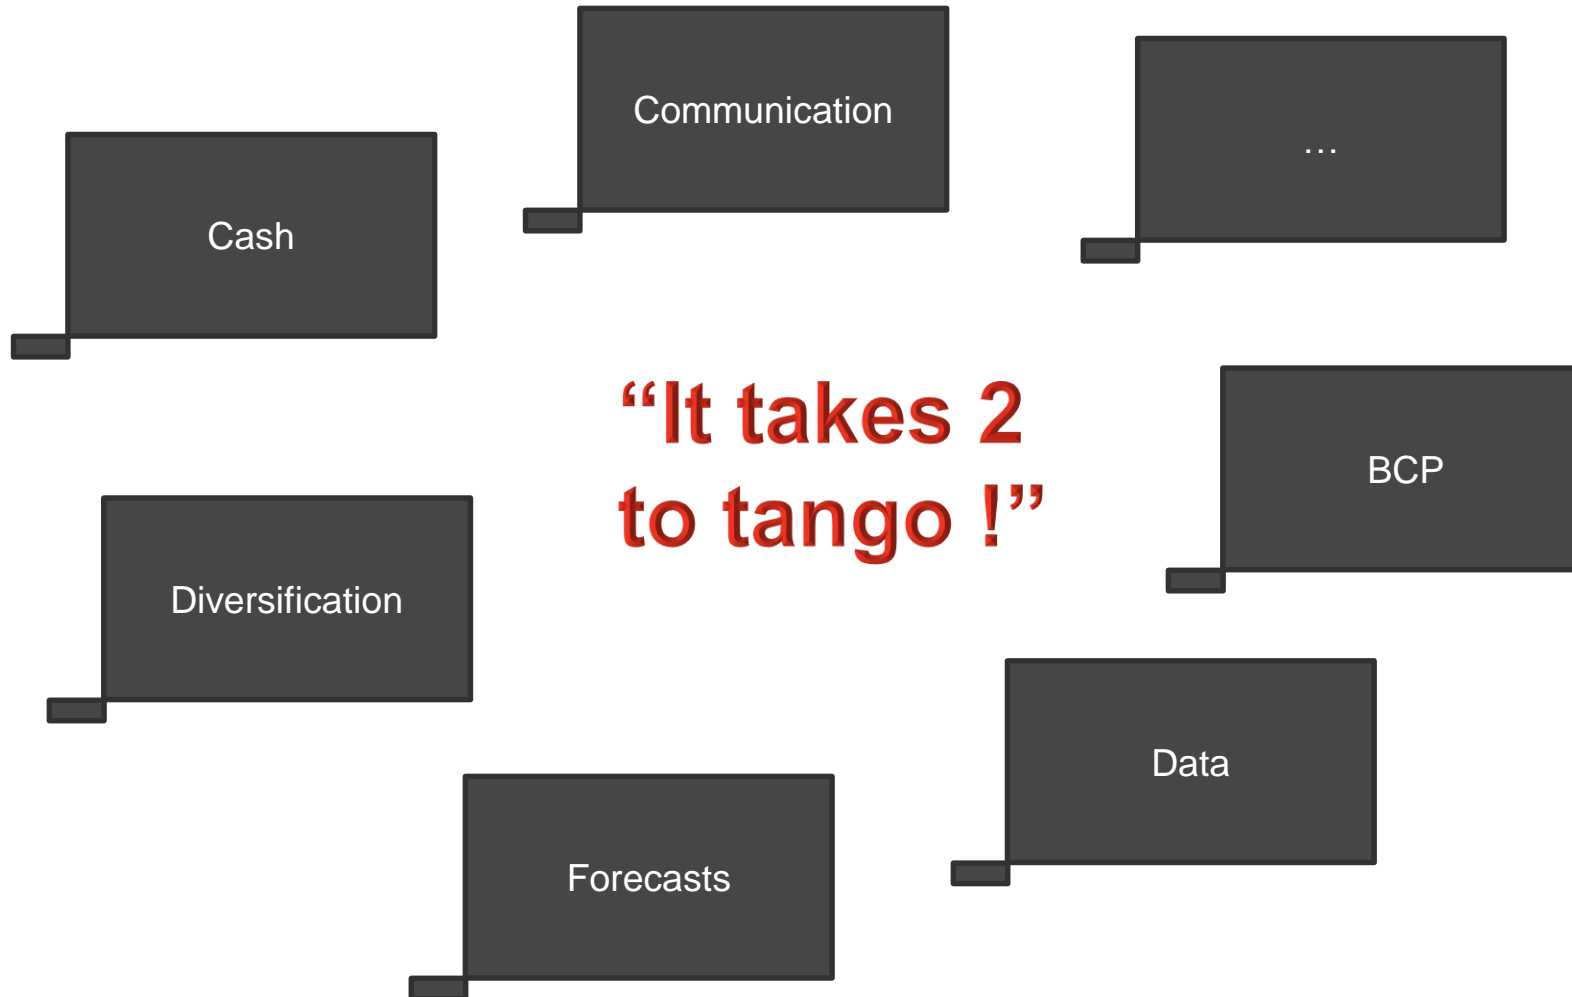 Communication
…
Cash
“It takes 2
to tango !”
BCP
Diversification
Data
Forecasts